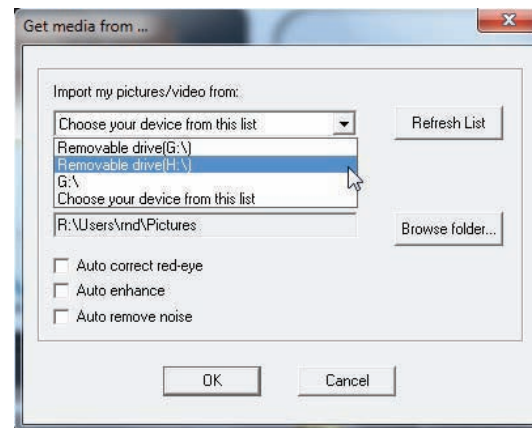 Get media from ...
Import my pictures/video from:
Choose your device from this list
Refresh List
Removable drive(G:\)
Removable drive(H:\)
G:\
Choose your device from this list
R:\Users\rnd\Pictures
Browse folder...
Auto correct red-eye
Auto enhance
Auto remove noise
OK
Cancel